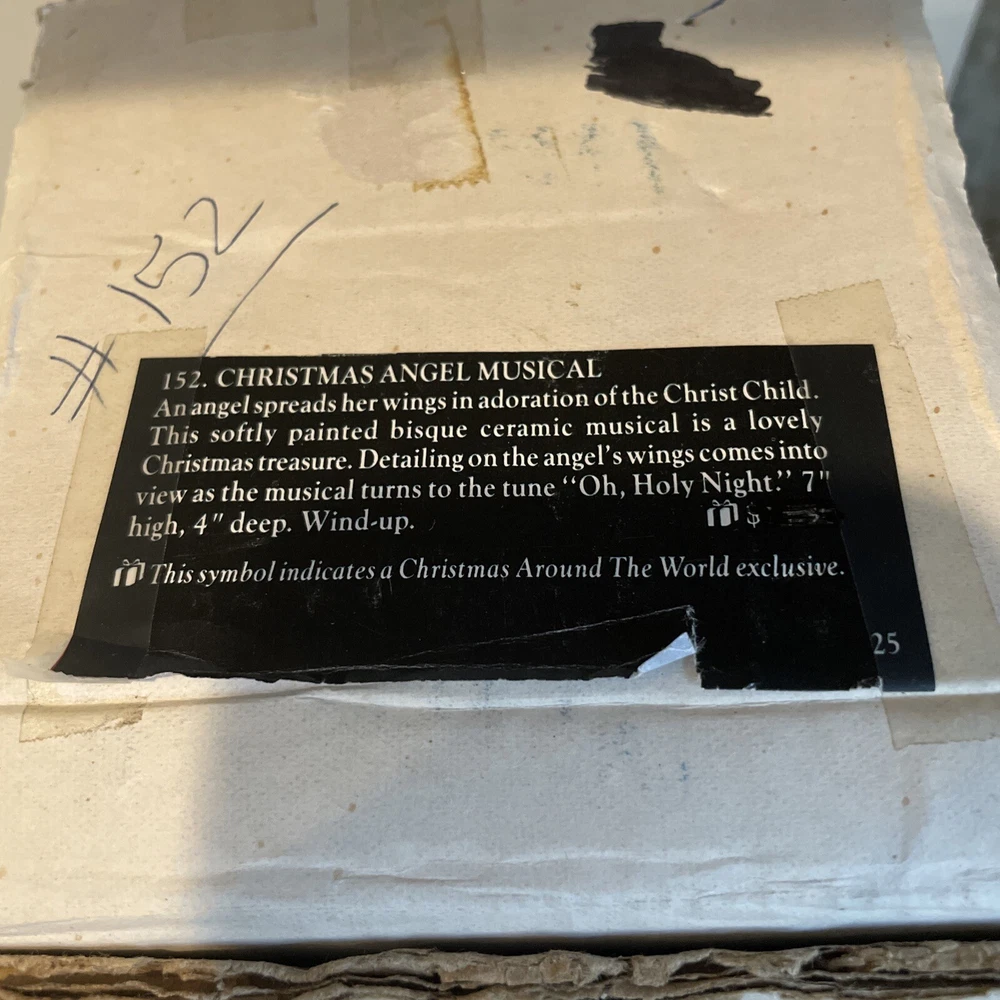 #152
152. CHRISTMAS ANGEL MUSICAL
An angel spreads her wings in adoration of the Christ Child.
This softly painted bisque ceramic musical is a lovely
Christmas treasure. Detailing on the angel's wings comes into
view as the musical turns to the tune “Oh, Holy Night.” 7"
high, 4" deep. Wind-up. $
This symbol indicates a Christmas Around The World exclusive.
25